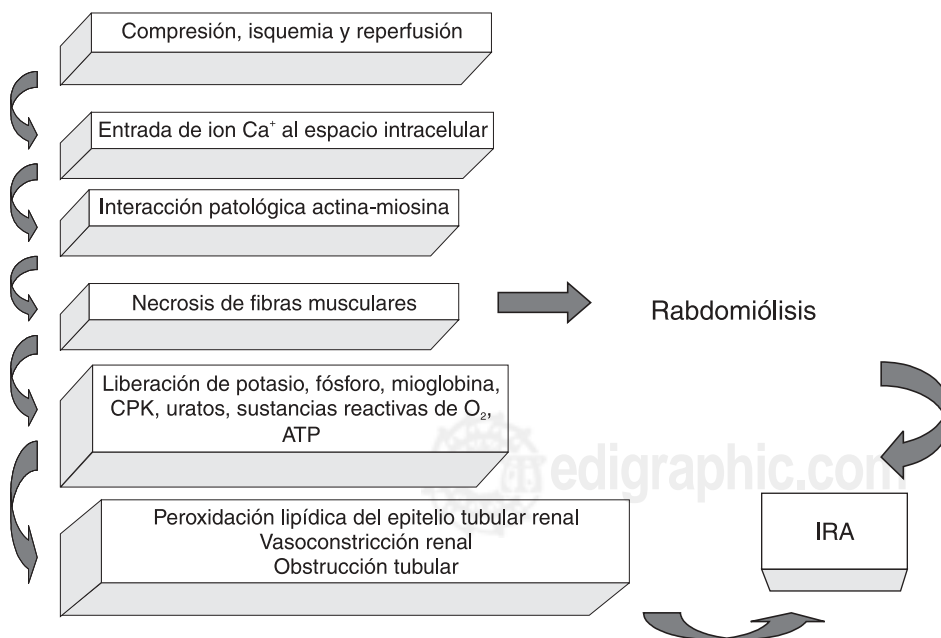 Compresión, isquemia y reperfusión
Entrada de ion Ca⁺ al espacio intracelular
Interacción patológica actina-miosina
Necrosis de fibras musculares
Rabdomiólisis
Liberación de potasio, fósforo, mioglobina,
CPK, uratos, sustancias reactivas de O₂,
ATP
edigraphic.com
Peroxidación lipídica del epitelio tubular renal
Vasoconstricción renal
Obstrucción tubular
IRA